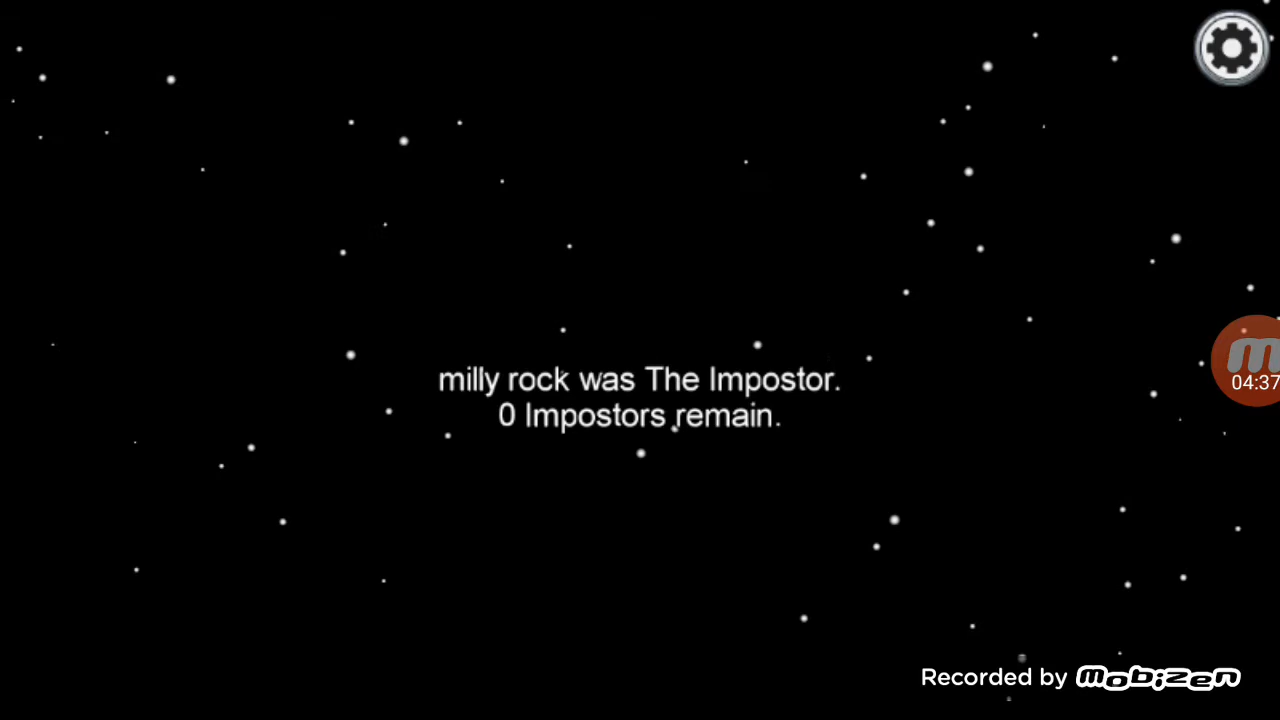 milly rock was The Impostor.
0 Impostors remain.
04:37
Recorded by mobizen